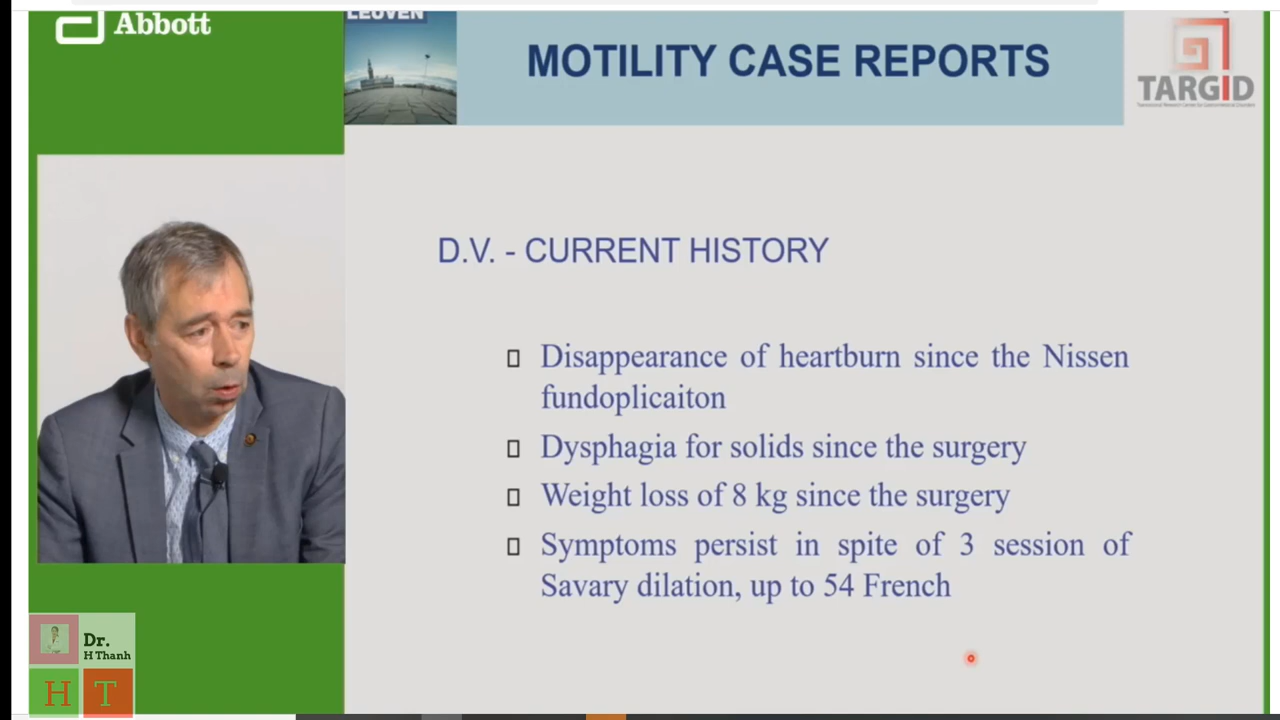 Abbott
LEUVEN
MOTILITY CASE REPORTS
TARGID
D.V. - CURRENT HISTORY
Disappearance of heartburn since the Nissen
fundoplicaiton
Dysphagia for solids since the surgery
Weight loss of 8 kg since the surgery
Symptoms persist in spite of 3 session of
Savary dilation, up to 54 French
Dr.
H Thanh
H T